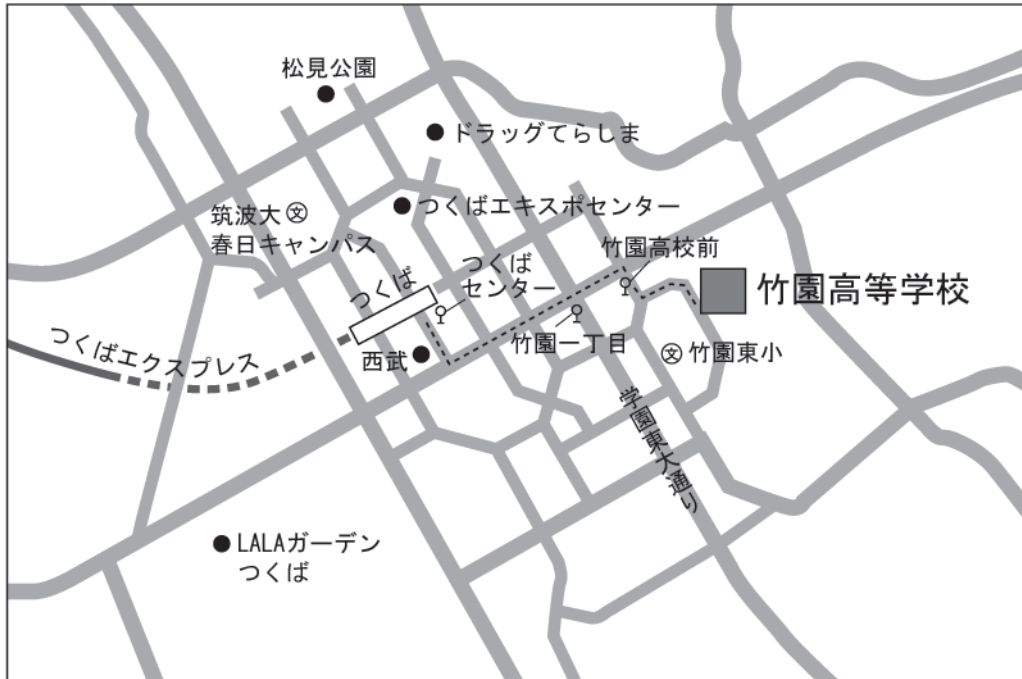 松見公園
ドラッグてらしま
つくばエキスポセンター
筑波大
文
春日キャンパス
竹園高校前
つくば
つくば
センター
竹園高等学校
つくばエクスプレス
西武
竹園一丁目
文
竹園東小
学園東大通り
LALAガーデン
つくば